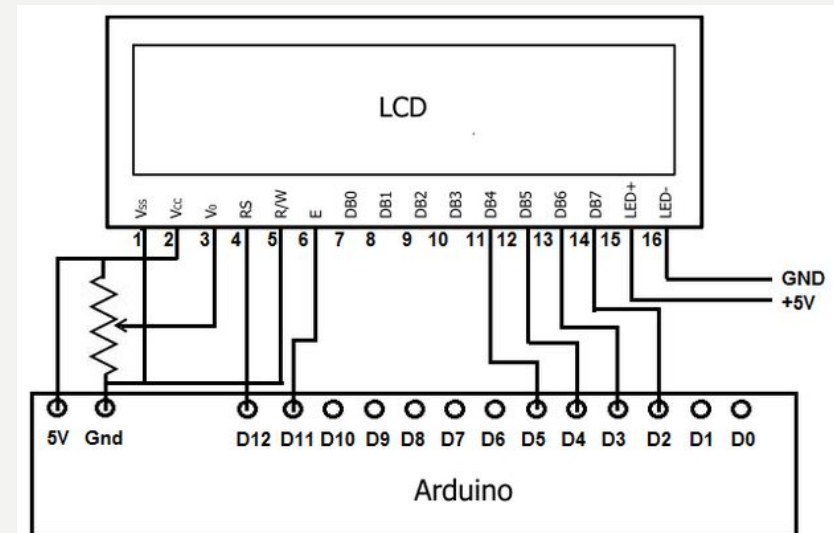 LCD
Vss Vcc V0 RS R/W E DB0 DB1 DB2 DB3 DB4 DB5 DB6 DB7 LED+ LED-
1 2 3 4 5 6 7 8 9 10 11 12 13 14 15 16
GND
+5V
5V Gnd D12 D11 D10 D9 D8 D7 D6 D5 D4 D3 D2 D1 D0
Arduino